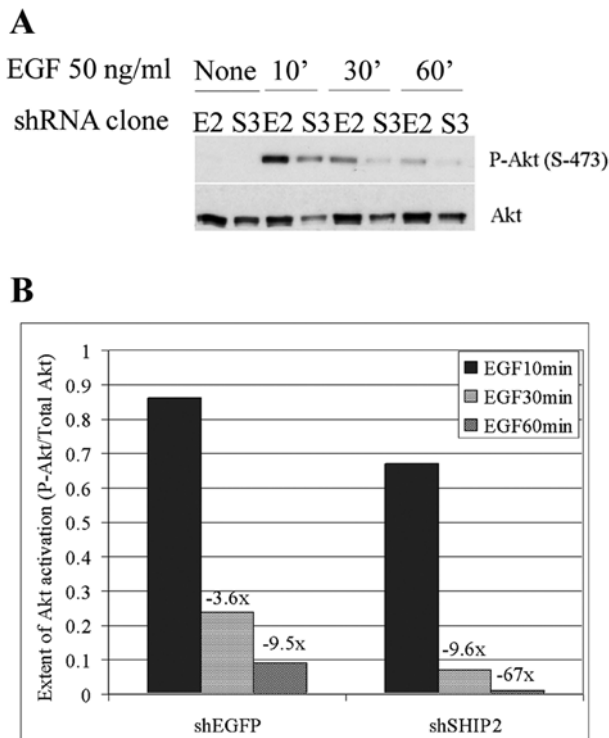 A
EGF 50 ng/ml None 10’ 30’ 60’
shRNA clone E2 S3 E2 S3 E2 S3 E2 S3
P-Akt (S-473)
Akt
B
Extent of Akt activation (P-Akt/Total Akt)
1
0.9
0.8
0.7
0.6
0.5
0.4
0.3
0.2
0.1
0
EGF10min
EGF30min
EGF60min
-3.6x
-9.5x
-9.6x
-67x
shEGFP shSHIP2